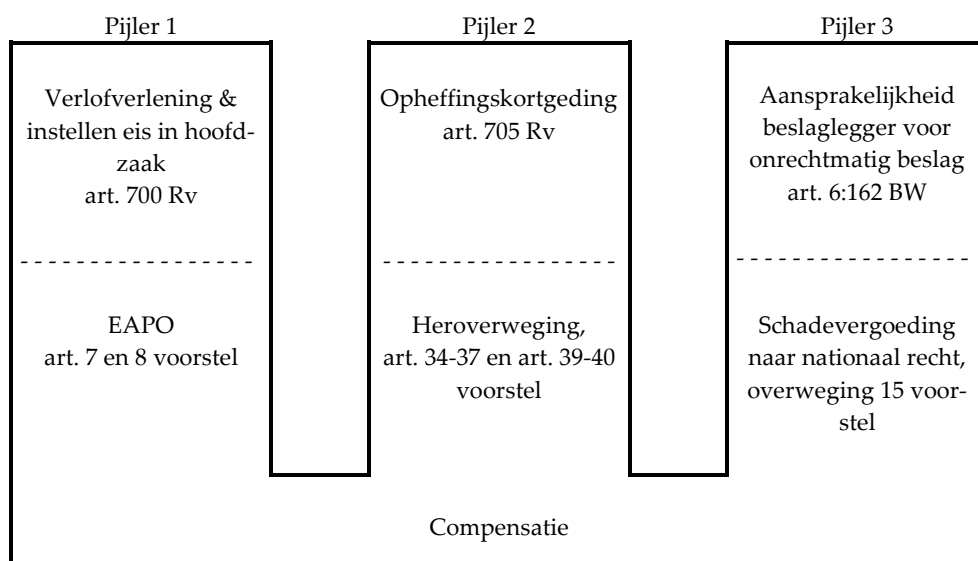 Pijler 1
Verlofverlening &
instellen eis in hoofd-
zaak
art. 700 Rv
EAPO
art. 7 en 8 voorstel
Pijler 2
Opheffingskortgeding
art. 705 Rv
Heroverweging,
art. 34-37 en art. 39-40
voorstel
Pijler 3
Aansprakelijkheid
beslaglegger voor
onrechtmatig beslag
art. 6:162 BW
Schadevergoeding
naar nationaal recht,
overweging 15 voor-
stel
Compensatie